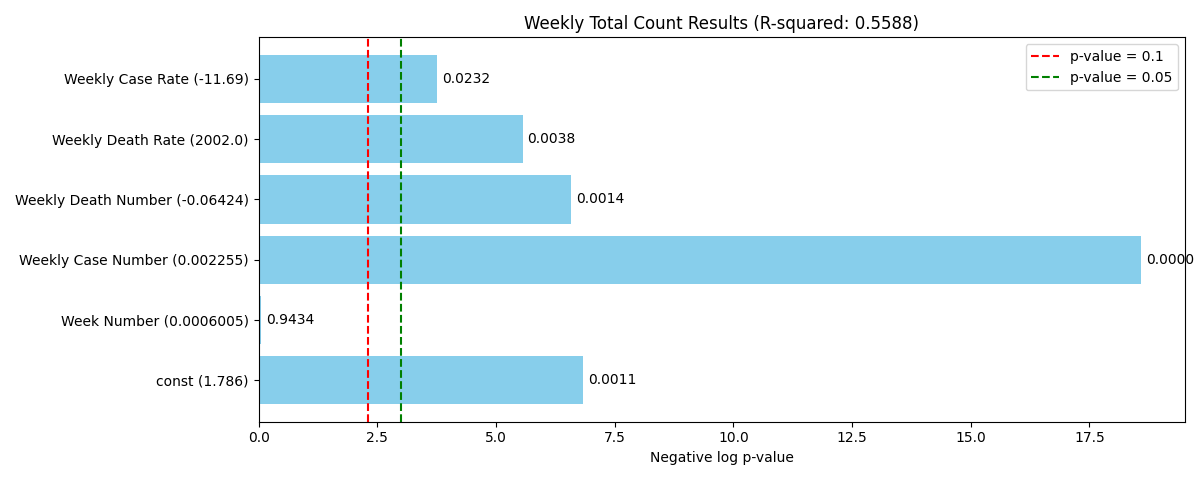 Weekly Total Count Results (R-squared: 0.5588)
p-value = 0.1
p-value = 0.05
Weekly Case Rate (-11.69)
0.0232
Weekly Death Rate (2002.0)
0.0038
Weekly Death Number (-0.06424)
0.0014
Weekly Case Number (0.002255)
0.0000
Week Number (0.0006005)
0.9434
const (1.786)
0.0011
0.0 2.5 5.0 7.5 10.0 12.5 15.0 17.5
Negative log p-value